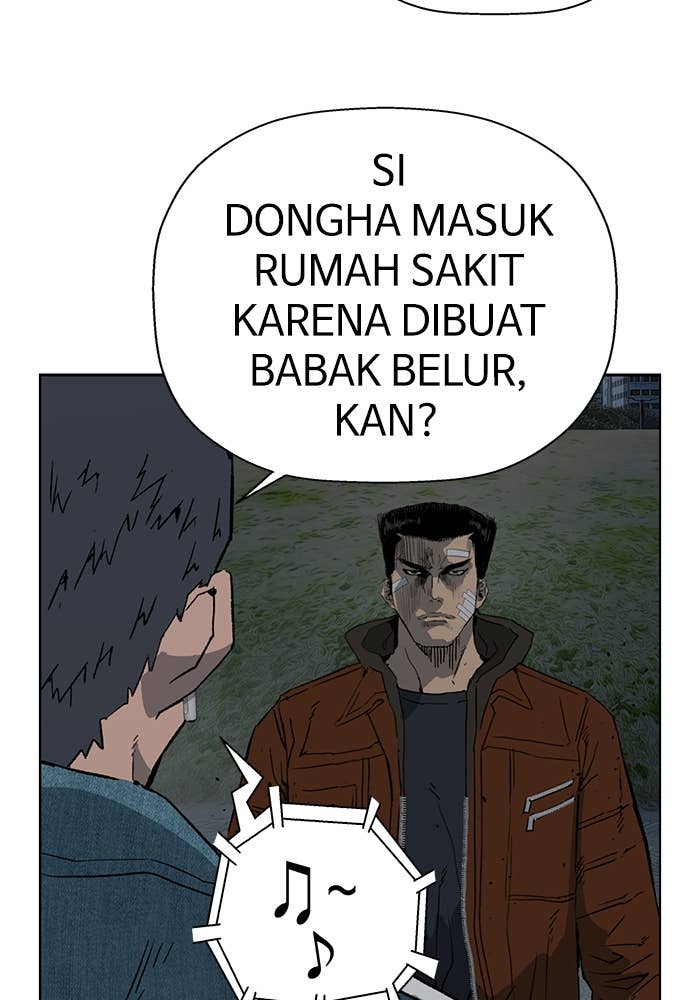 SI
DONGHA MASUK
RUMAH SAKIT
KARENA DIBUAT
BABAK BELUR,
KAN?
♫~
♪